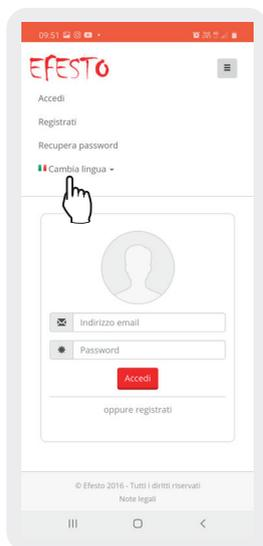 09:51
EFESTO
Accedi
Registrati
Recupera password
Cambia lingua
Indirizzo email
Password
Accedi
oppure registrati
© Efesto 2016 - Tutti i diritti riservati
Note legali